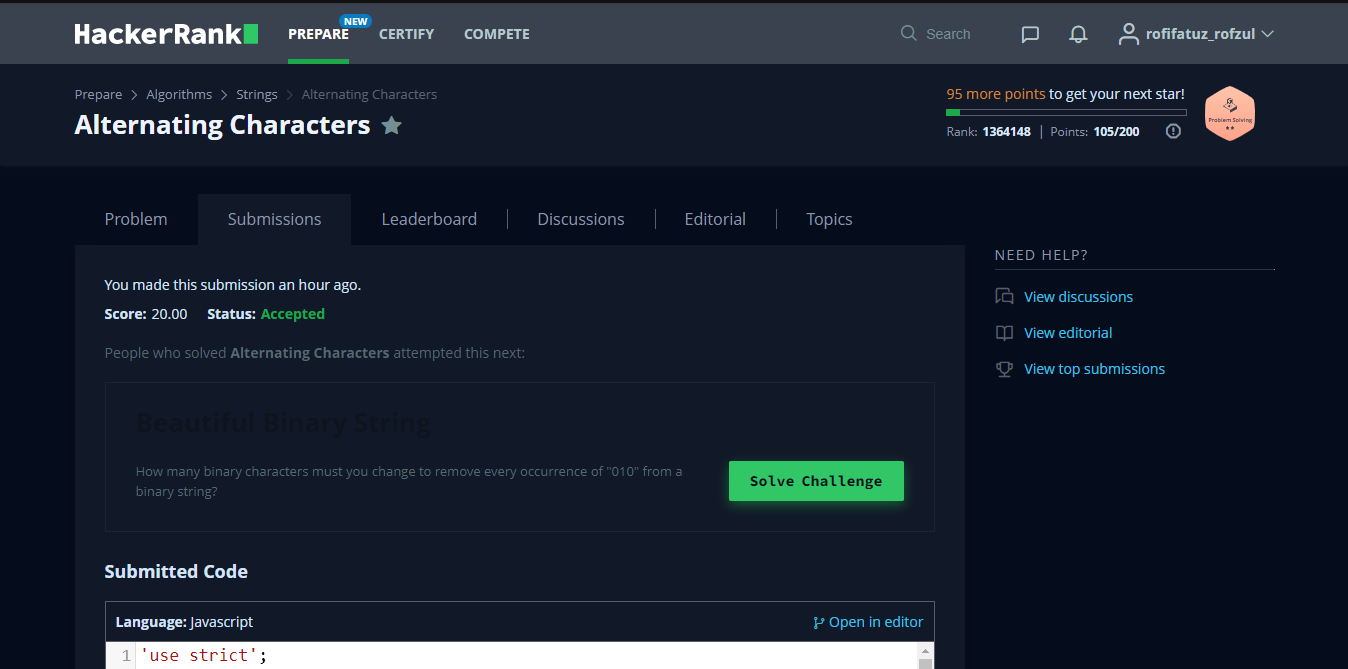 HackerRank
PREPARE
NEW
CERTIFY
COMPETE
Search
rofifatuz_rofzul
Prepare > Algorithms > Strings > Alternating Characters
Alternating Characters
95 more points to get your next star!
Rank: 1364148 | Points: 105/200
Problem Solving
Problem
Submissions
Leaderboard
Discussions
Editorial
Topics
You made this submission an hour ago.
Score: 20.00 Status: Accepted
People who solved Alternating Characters attempted this next:
Beautiful Binary String
How many binary characters must you change to remove every occurrence of "010" from a
binary string?
Solve Challenge
Submitted Code
Language: Javascript
Open in editor
1 'use strict';
NEED HELP?
View discussions
View editorial
View top submissions